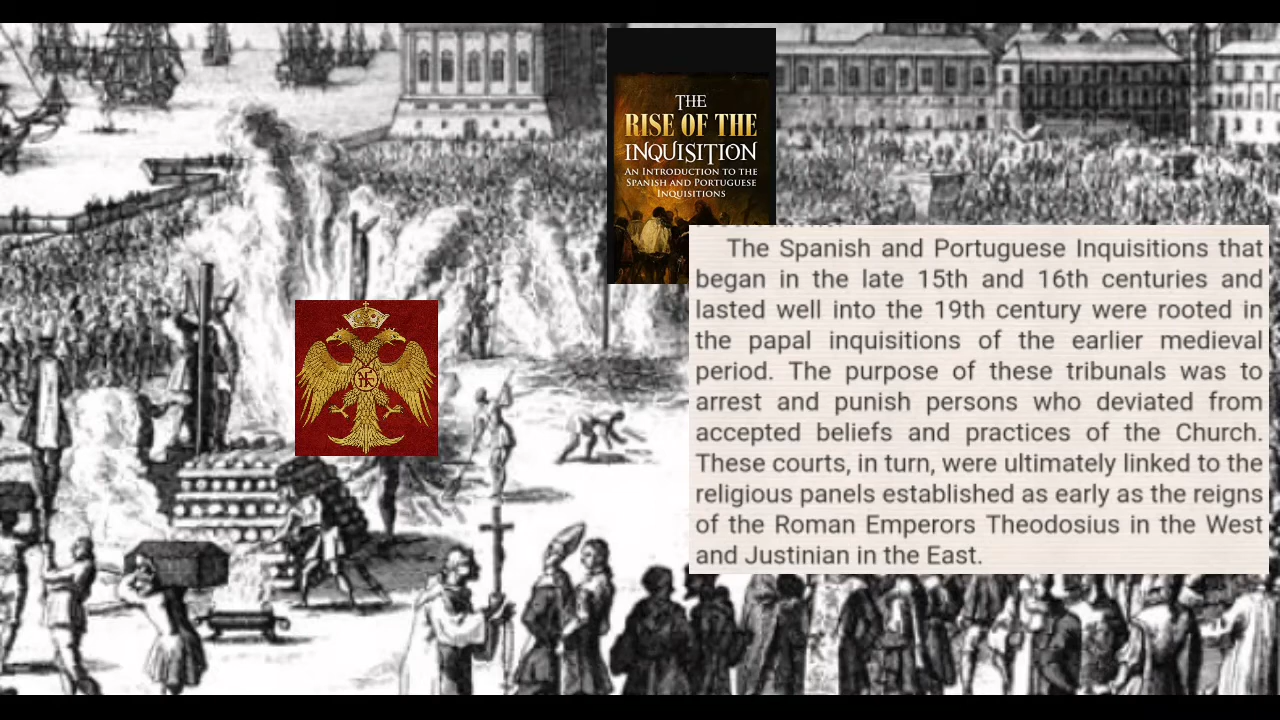 THE
RISE OF THE
INQUISITION
AN INTRODUCTION TO THE
SPANISH AND PORTUGUESE
INQUISITIONS
The Spanish and Portuguese Inquisitions that
began in the late 15th and 16th centuries and
lasted well into the 19th century were rooted in
the papal inquisitions of the earlier medieval
period. The purpose of these tribunals was to
arrest and punish persons who deviated from
accepted beliefs and practices of the Church.
These courts, in turn, were ultimately linked to the
religious panels established as early as the reigns
of the Roman Emperors Theodosius in the West
and Justinian in the East.